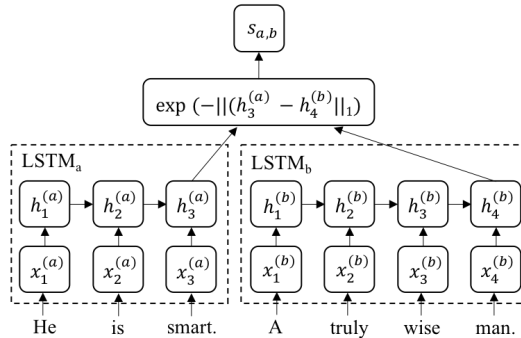 s_{a,b}
exp (-||(h_3^{(a)} - h_4^{(b)}||_1)
LSTM_a
LSTM_b
h_1^{(a)} h_2^{(a)} h_3^{(a)} h_1^{(b)} h_2^{(b)} h_3^{(b)} h_4^{(b)}
x_1^{(a)} x_2^{(a)} x_3^{(a)} x_1^{(b)} x_2^{(b)} x_3^{(b)} x_4^{(b)}
He is smart. A truly wise man.